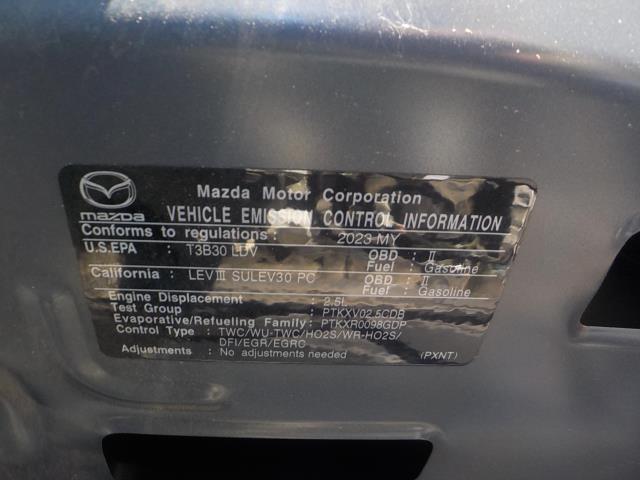 mazda
Mazda Motor Corporation
VEHICLE EMISSION CONTROL INFORMATION
Conforms to regulations: 2023 MY
U.S.EPA : T3B30 LDV OBD : II
Fuel : Gasoline
California : LEVIII SULEV30 PC OBD : II
Fuel : Gasoline
Engine Displacement : 2.5L
Test Group : PTKXV02.5CDB
Evaporative/Refueling Family: PTKXR0098GDP
Control Type : TWC/WU-TWC/HO2S/WR-HO2S/
DFI/EGR/EGRC
Adjustments : No adjustments needed (PXNT)